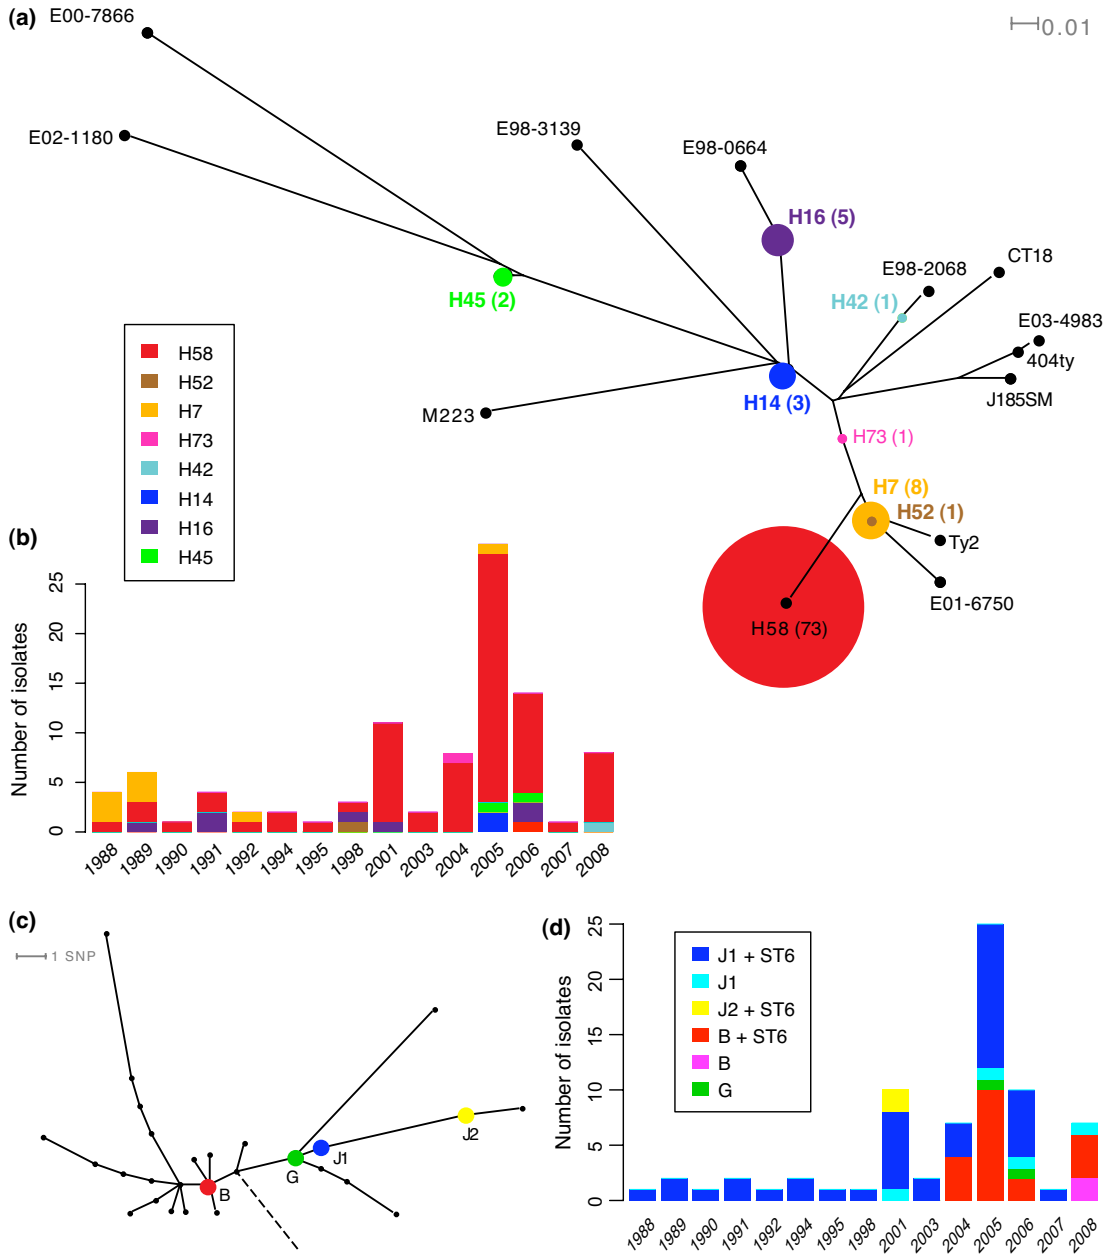 (a)
E00-7866
0.01
E02-1180
E98-3139
E98-0664
H16 (5)
CT18
E98-2068
H45 (2)
H42 (1)
E03-4983
404ty
J185SM
M223
H14 (3)
H73 (1)
H7 (8)
H52 (1)
Ty2
E01-6750
H58 (73)
H58
H52
H7
H73
H42
H14
H16
H45
(b)
Number of isolates
25
20
15
10
5
0
1988 1989 1990 1991 1992 1994 1995 1998 2001 2003 2004 2005 2006 2007 2008
(c)
1 SNP
B
G
J1
J2
(d)
Number of isolates
25
20
15
10
5
0
J1 + ST6
J1
J2 + ST6
B + ST6
B
G
1988 1989 1990 1991 1992 1994 1995 1998 2001 2003 2004 2005 2006 2007 2008